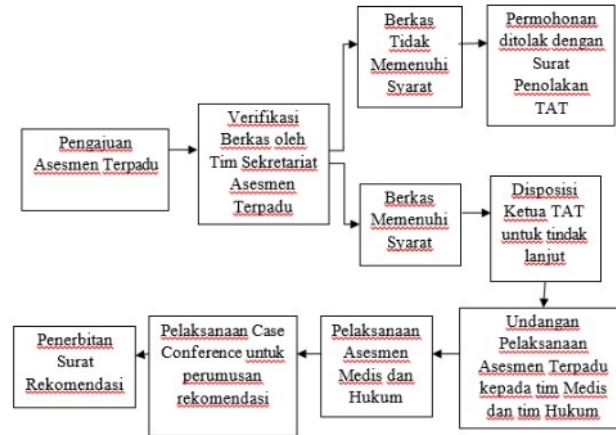 Pengajuan
Asesmen Terpadu
Verifikasi
Berkas oleh
Tim Sekretariat
Asesmen
Terpadu
Berkas
Tidak
Memenuhi
Syarat
Permohonan
ditolak dengan
Surat
Penolakan
TAT
Berkas
Memenuhi
Syarat
Disposisi
Ketua TAT
untuk tindak
lanjut
Undangan
Pelaksanaan
Asesmen Terpadu
kepada tim Medis
dan tim Hukum
Pelaksanaan
Asesmen
Medis dan
Hukum
Pelaksanaan Case
Conference untuk
perumusan
rekomendasi
Penerbitan
Surat
Rekomendasi